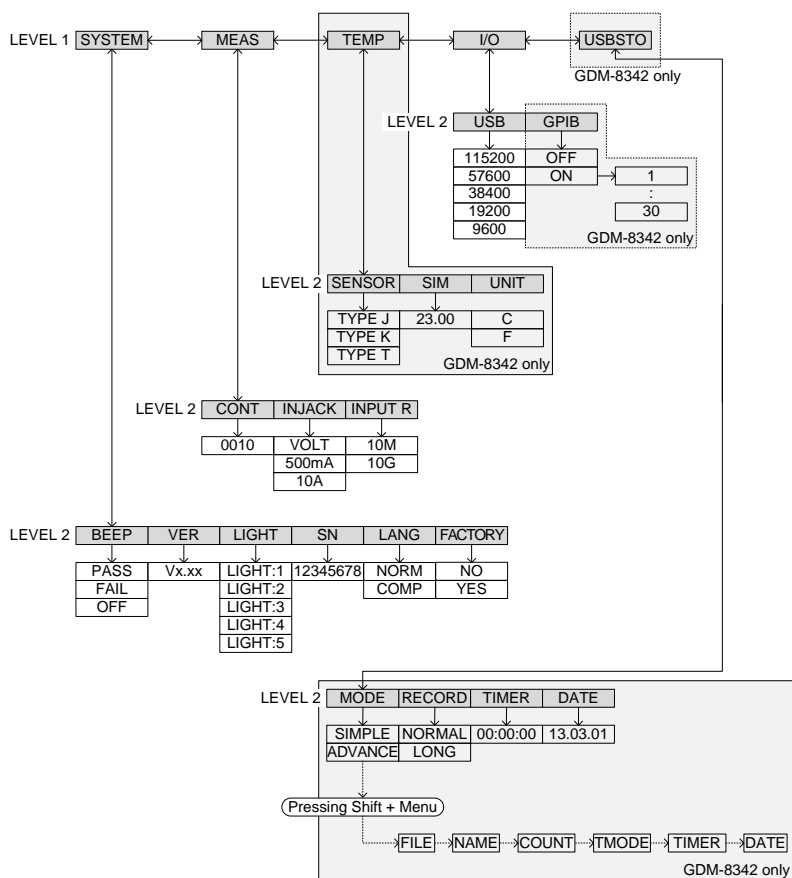 LEVEL 1 SYSTEM MEAS TEMP I/O USBSTO
GDM-8342 only
LEVEL 2 USB GPIB
115200 OFF
57600 ON 1
38400 :
19200 30
9600
GDM-8342 only
LEVEL 2 SENSOR SIM UNIT
TYPE J 23.00 C
TYPE K F
TYPE T
GDM-8342 only
LEVEL 2 CONT INJACK INPUT R
0010 VOLT 10M
500mA 10G
10A
LEVEL 2 BEEP VER LIGHT SN LANG FACTORY
PASS Vx.xx LIGHT:1 12345678 NORM NO
FAIL LIGHT:2 COMP YES
OFF LIGHT:3
LIGHT:4
LIGHT:5
LEVEL 2 MODE RECORD TIMER DATE
SIMPLE NORMAL 00:00:00 13.03.01
ADVANCE LONG
Pressing Shift + Menu
FILE NAME COUNT TMODE TIMER DATE
GDM-8342 only